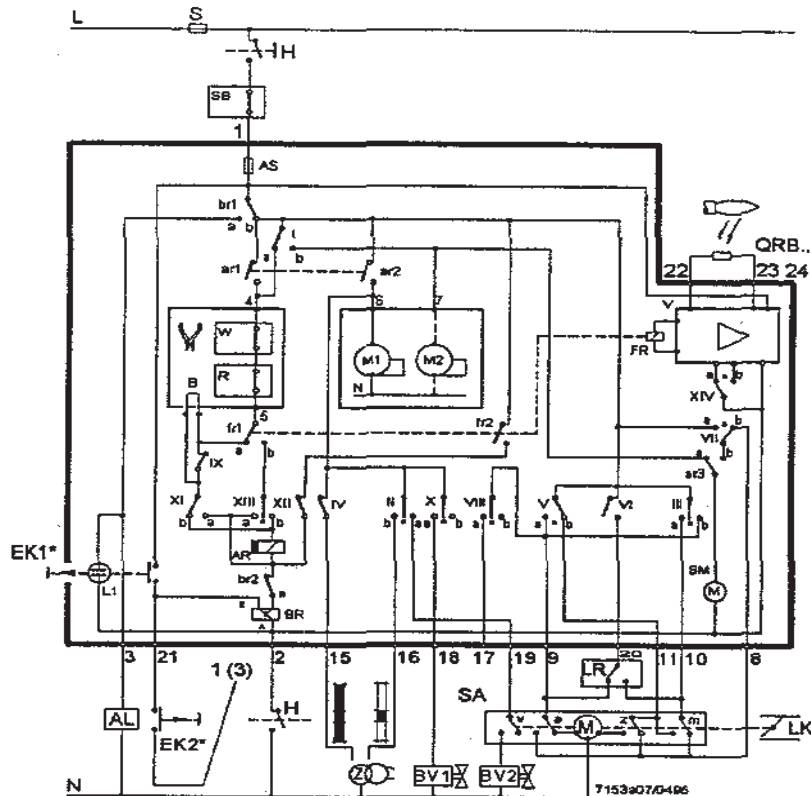 L S
H
SB
1
AS
br1
a b
a b
ar1 ar2
QRB..
22 23 24
4 6 7
V
W
M1 M2
FR
R
N
B
5
a b
XIV
fr1 fr2
a b
a b
VII
IX
ar3
XI XIII XII IV II X VIII V VI III
b a a b b a a b a b a b a b
AR
br2
a
EK1*
L1
SM
M
BR
3 21 2 15 16 18 17 19 9 20 11 10 8
1 (3)
LR
SA
H
AL
EK2*
v a M z m
LK
Z
BV1 BV2
N
7153a07/0496